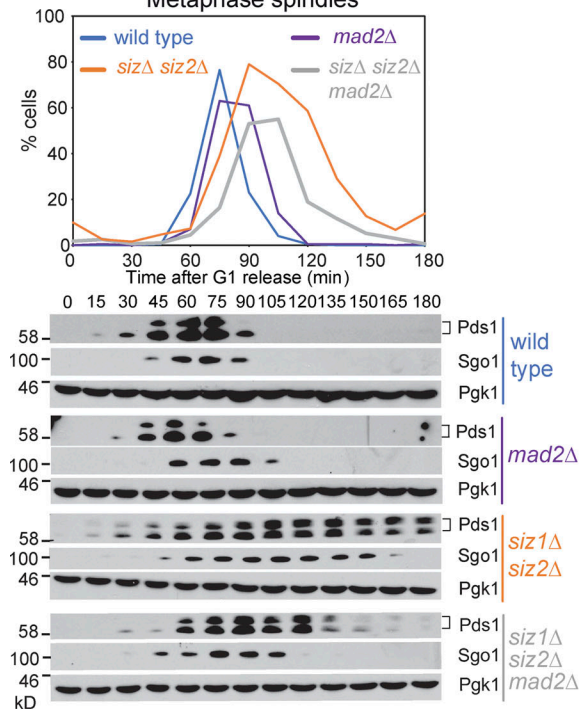 Metaphase spindles
100
80
60
40
20
0
% cells
wild type
mad2Δ
sizΔ siz2Δ
sizΔ siz2Δ
mad2Δ
0 30 60 90 120 150 180
Time after G1 release (min)
0 15 30 45 60 75 90 105 120 135 150 165 180
58
Pds1
100
Sgo1
46
Pgk1
wild
type
58
Pds1
100
Sgo1
46
Pgk1
mad2Δ
58
Pds1
100
Sgo1
46
Pgk1
siz1Δ
siz2Δ
58
Pds1
100
Sgo1
46
Pgk1
kD
siz1Δ
siz2Δ
mad2Δ